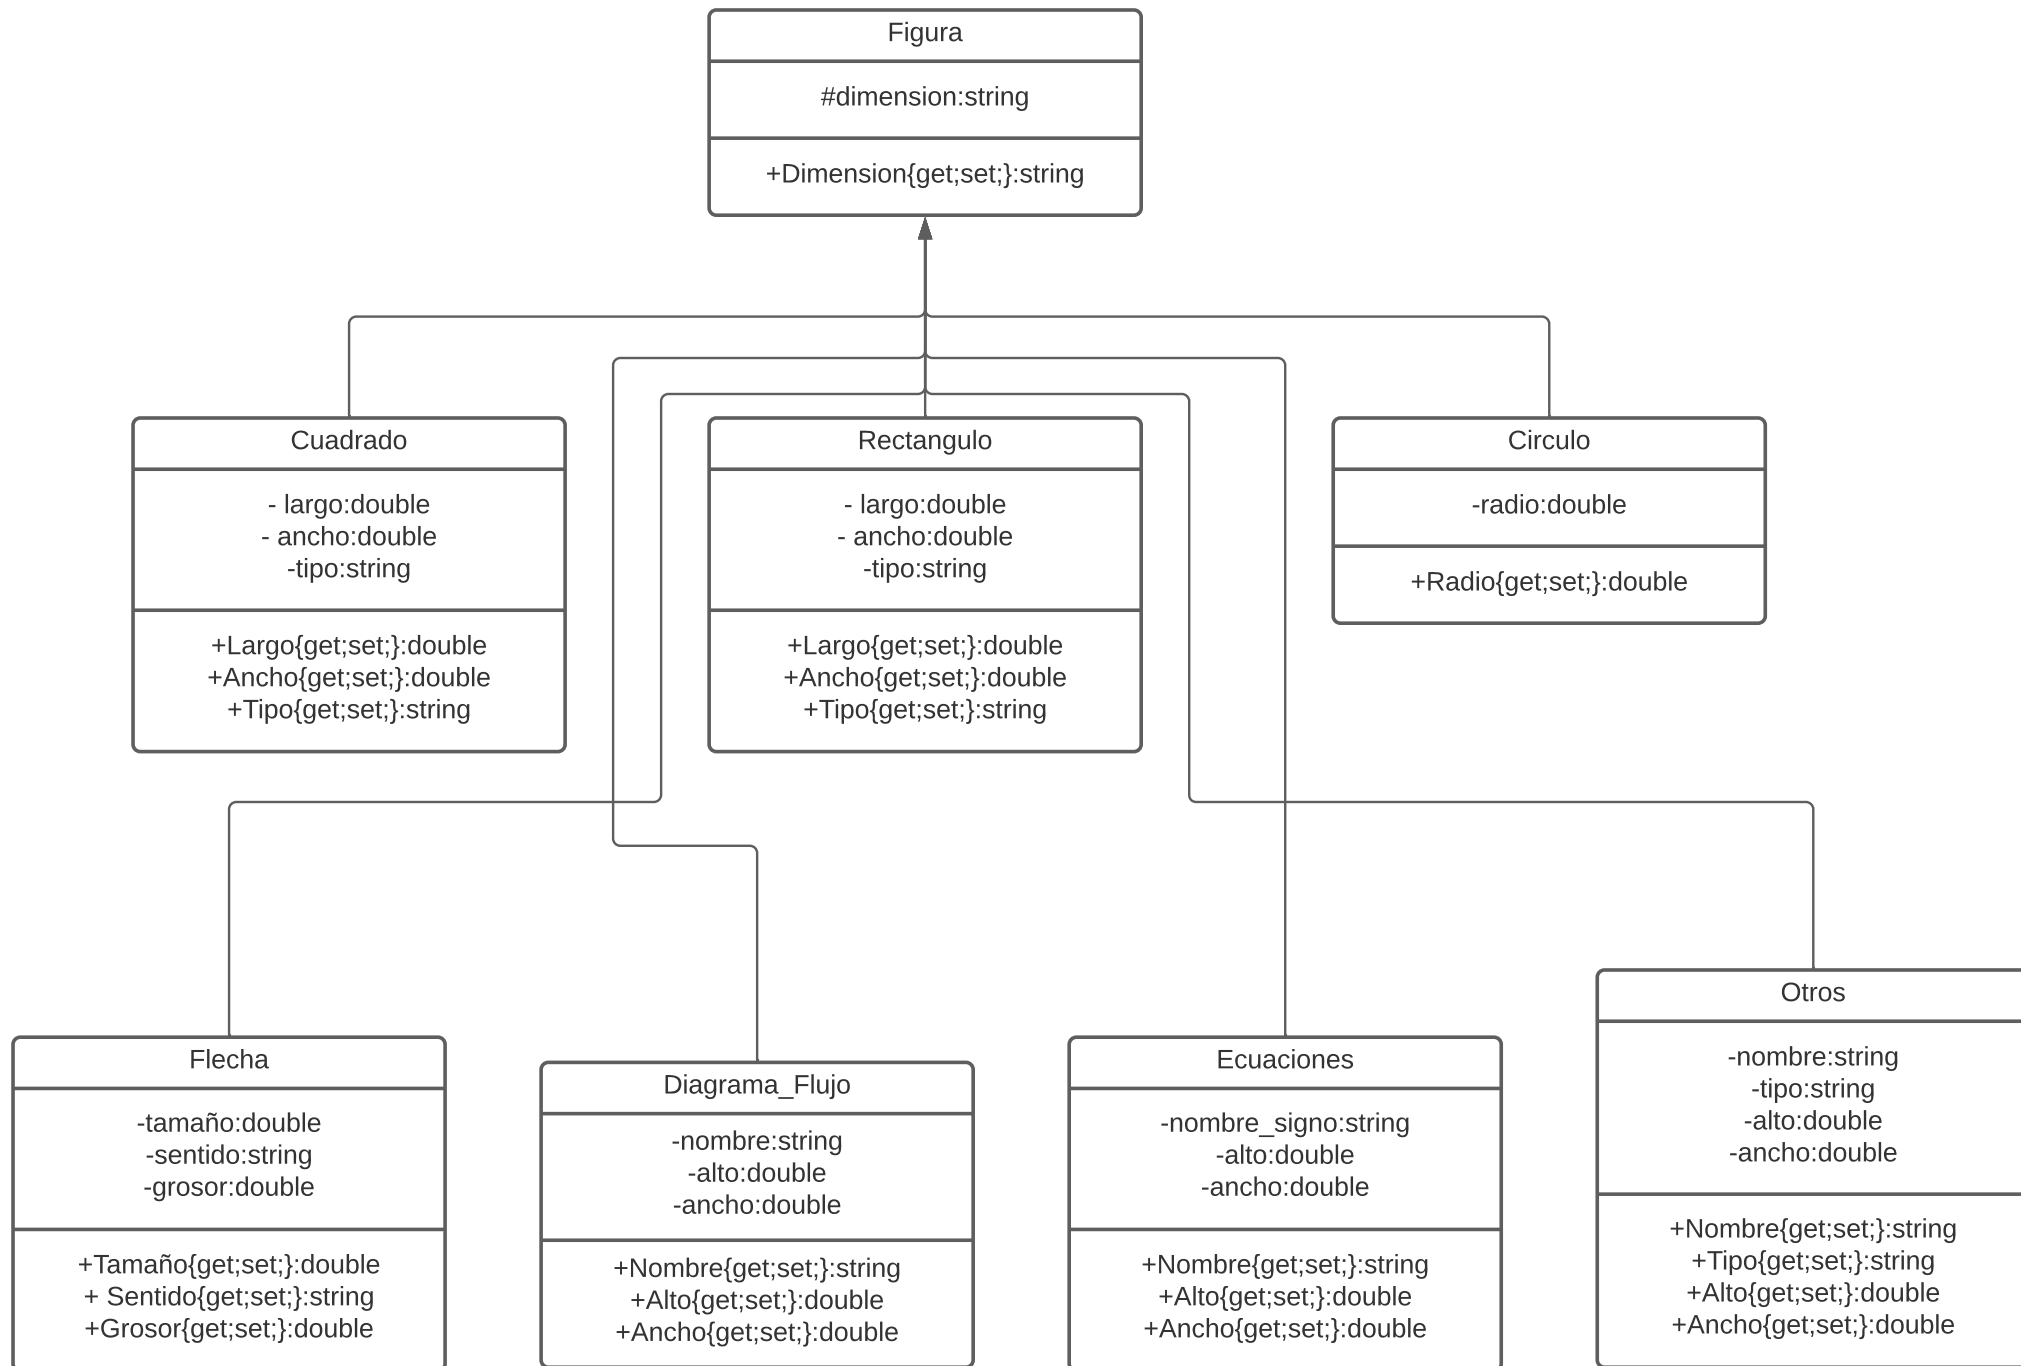 Figura
#dimension:string
+Dimension{get;set;}:string
Cuadrado
- largo:double
- ancho:double
-tipo:string
+Largo{get;set;}:double
+Ancho{get;set;}:double
+Tipo{get;set;}:string
Rectangulo
- largo:double
- ancho:double
-tipo:string
+Largo{get;set;}:double
+Ancho{get;set;}:double
+Tipo{get;set;}:string
Circulo
-radio:double
+Radio{get;set;}:double
Flecha
-tamaño:double
-sentido:string
-grosor:double
+Tamaño{get;set;}:double
+ Sentido{get;set;}:string
+Grosor{get;set;}:double
Diagrama_Flujo
-nombre:string
-alto:double
-ancho:double
+Nombre{get;set;}:string
+Alto{get;set;}:double
+Ancho{get;set;}:double
Ecuaciones
-nombre_signo:string
-alto:double
-ancho:double
+Nombre{get;set;}:string
+Alto{get;set;}:double
+Ancho{get;set;}:double
Otros
-nombre:string
-tipo:string
-alto:double
-ancho:double
+Nombre{get;set;}:string
+Tipo{get;set;}:string
+Alto{get;set;}:double
+Ancho{get;set;}:double